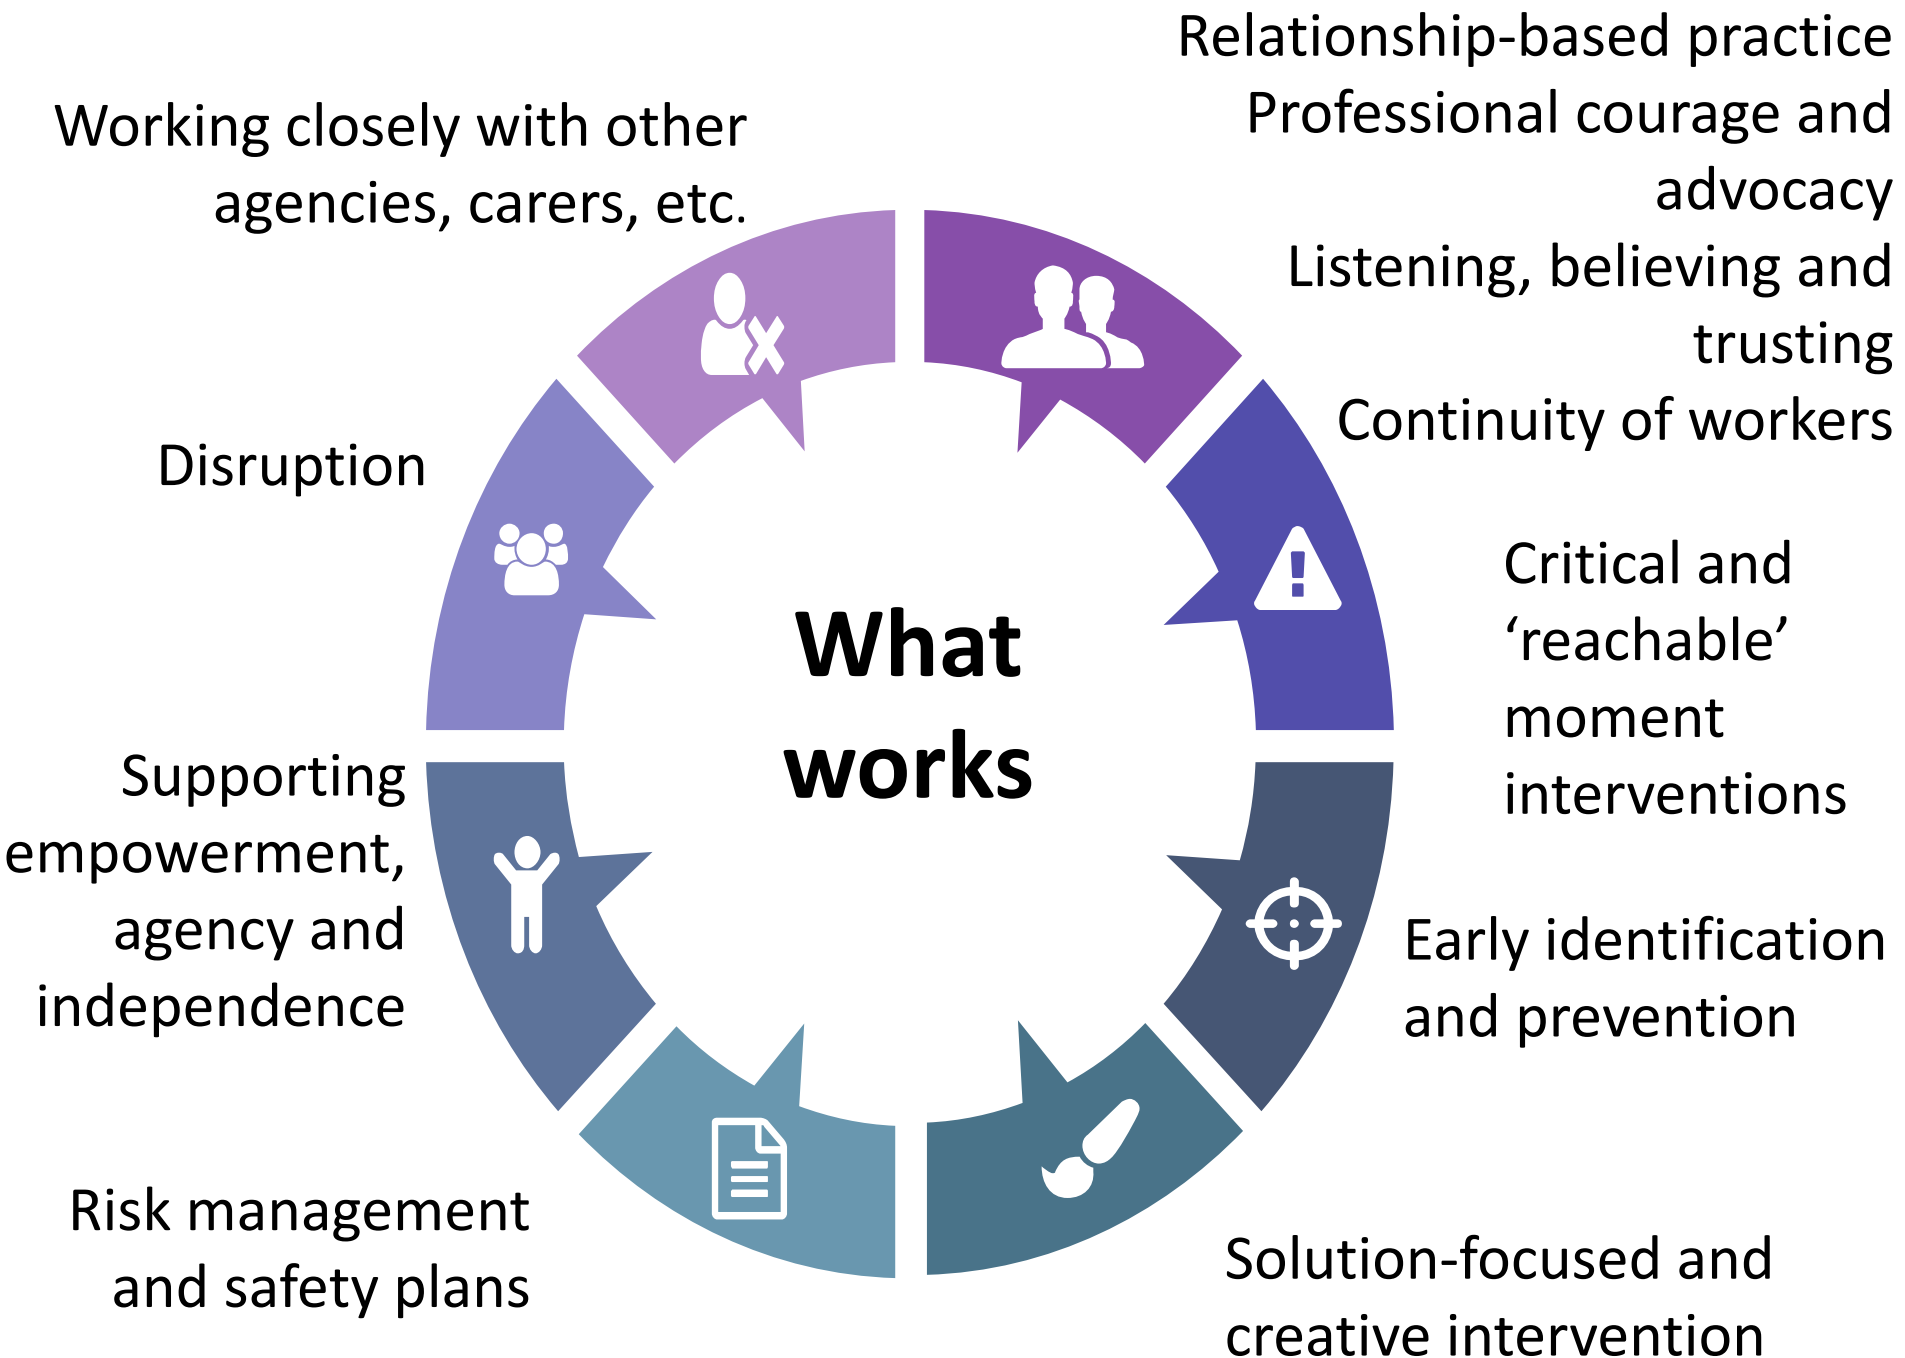 Relationship-based practice
Professional courage and
advocacy
Listening, believing and
trusting
Continuity of workers
Critical and
‘reachable’
moment
interventions
Early identification
and prevention
Solution-focused and
creative intervention
Risk management
and safety plans
Supporting
empowerment,
agency and
independence
Disruption
Working closely with other
agencies, carers, etc.
What
works